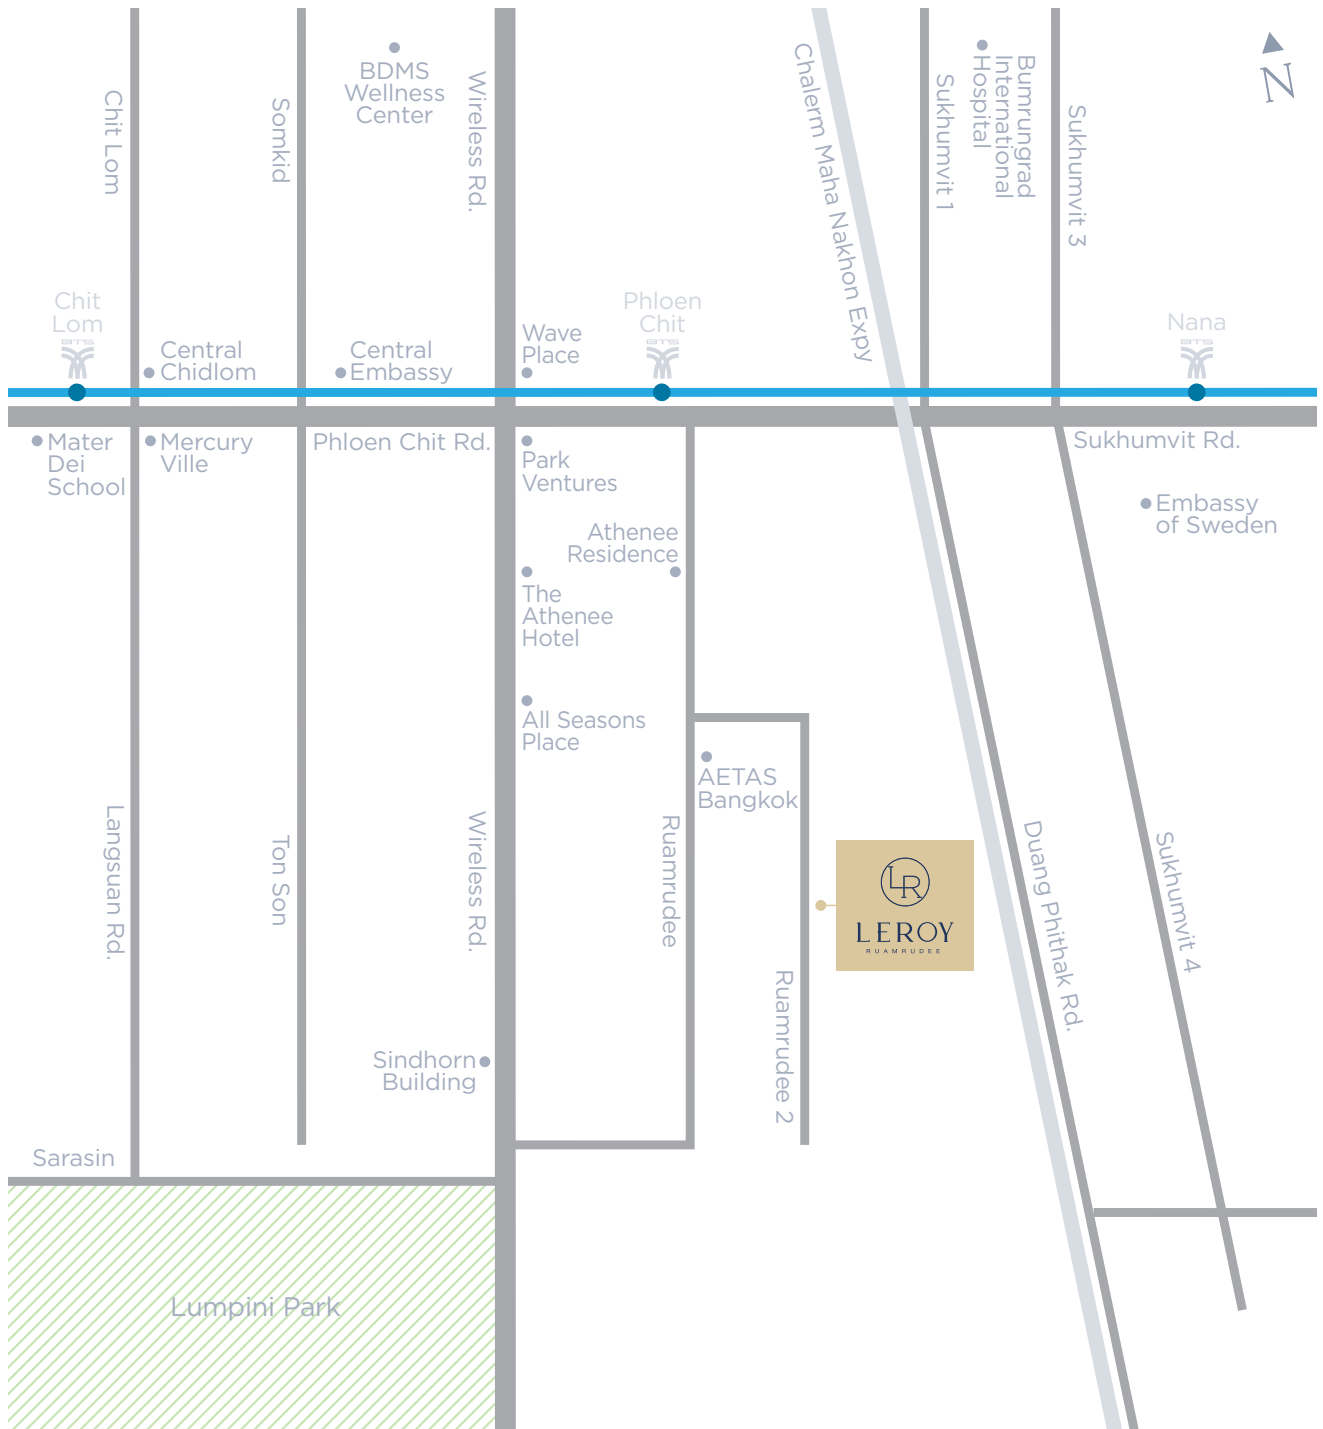 N
BDMS
Wellness
Center
Chit Lom
Somkid
Wireless Rd.
Chalerm Maha Nakhon Expy
Sukhumvit 1
Bumrungrad
International
Hospital
Sukhumvit 3
Chit
Lom
BTS
Central
Chidlom
Central
Embassy
Wave
Place
Phloen
Chit
BTS
Nana
BTS
Mater
Dei
School
Mercury
Ville
Phloen Chit Rd.
Park
Ventures
Sukhumvit Rd.
Embassy
of Sweden
Athenee
Residence
The
Athenee
Hotel
All Seasons
Place
AETAS
Bangkok
Langsuan Rd.
Ton Son
Wireless Rd.
Ruamrudee
LR
LEROY
RUAMRUDEE
Duang Phithak Rd.
Sukhumvit 4
Ruamrudee 2
Sindhorn
Building
Sarasin
Lumpini Park